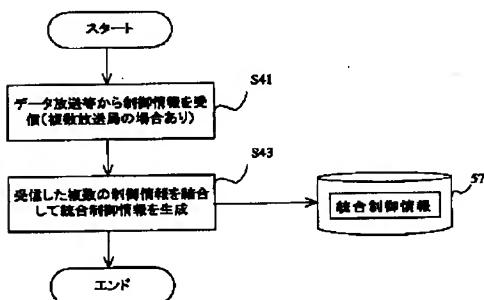 スタート
S41
データ放送等から制御情報を受
信(複数放送局の場合あり)
S43
受信した複数の制御情報を結合
して統合制御情報を生成
57
統合制御情報
エンド